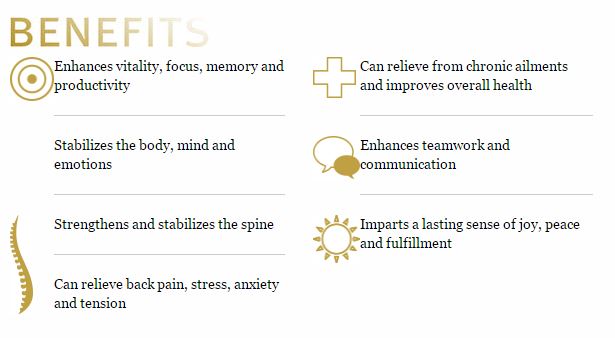 BENEFITS
Enhances vitality, focus, memory and
productivity
Stabilizes the body, mind and
emotions
Strengthens and stabilizes the spine
Can relieve back pain, stress, anxiety
and tension
Can relieve from chronic ailments
and improves overall health
Enhances teamwork and
communication
Imparts a lasting sense of joy, peace
and fulfillment